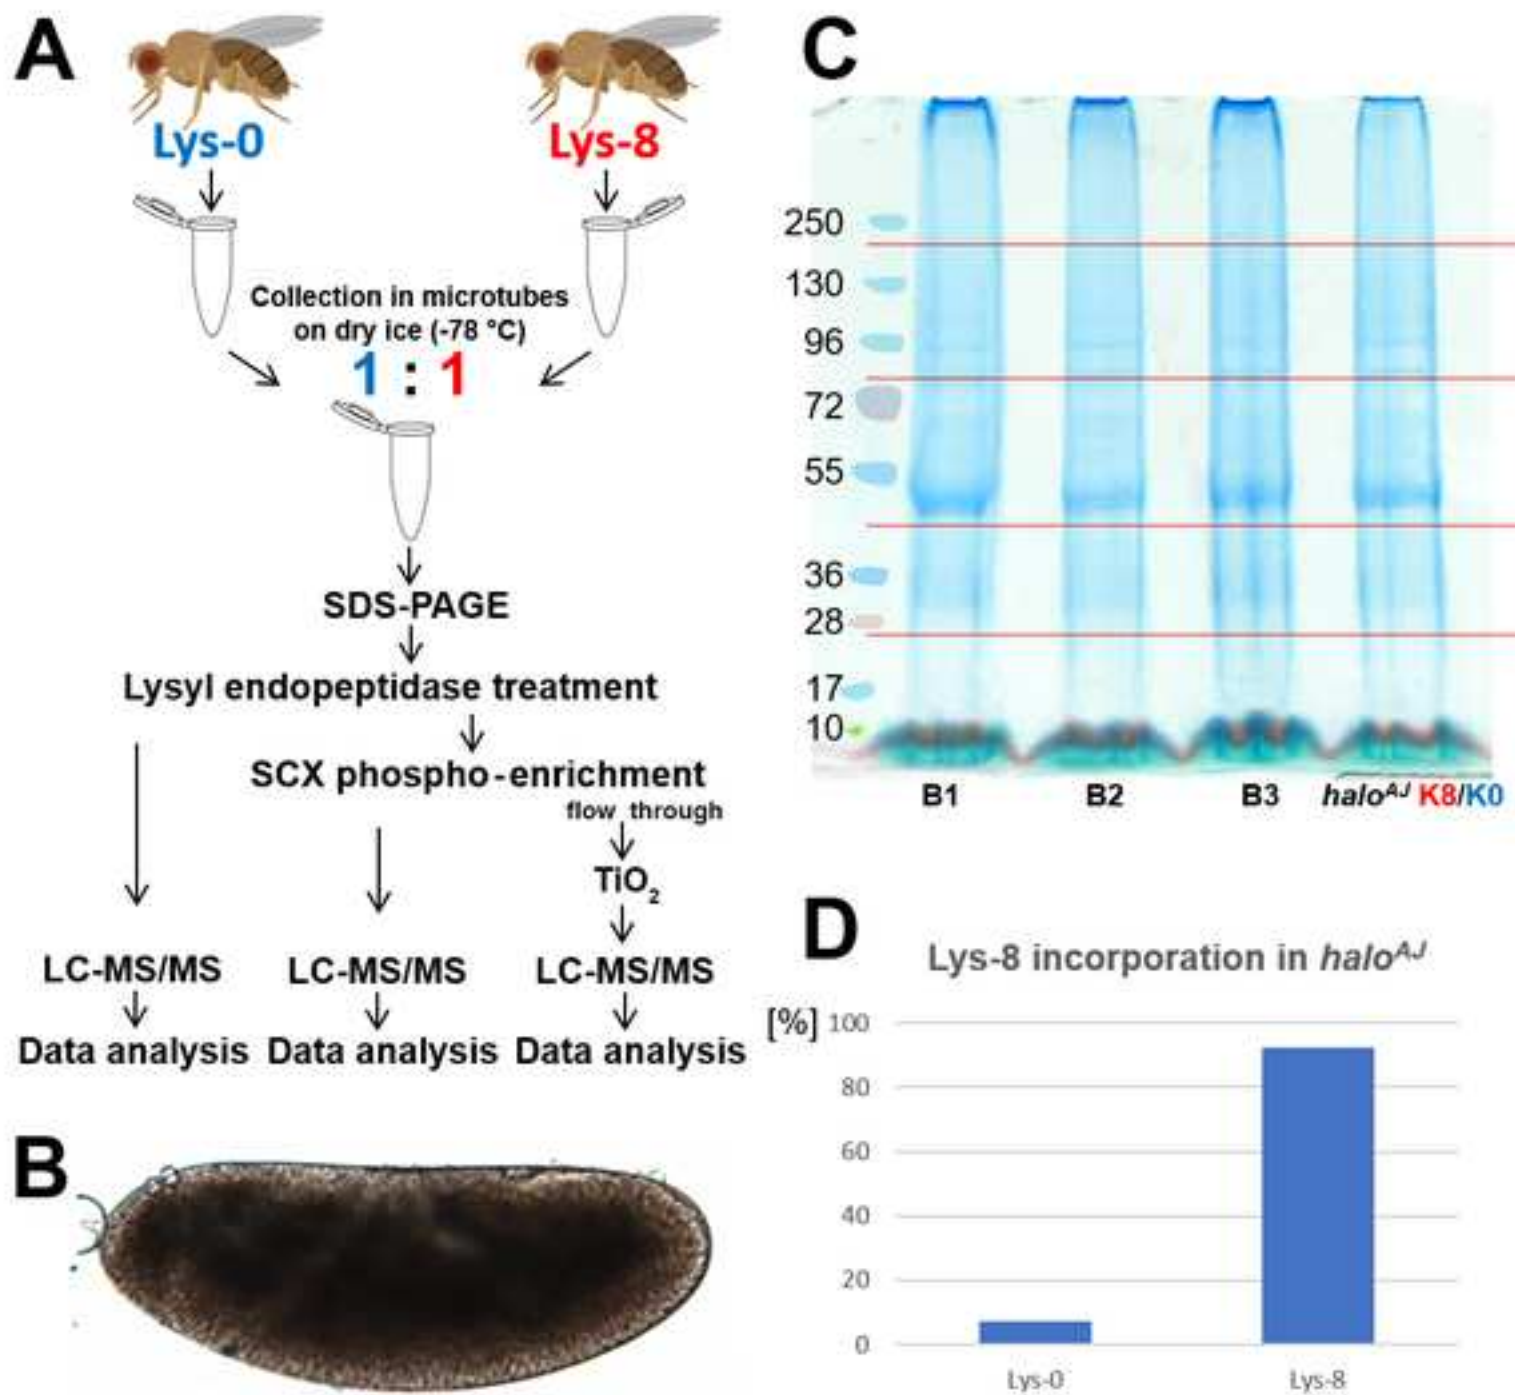 A
Lys-0
Lys-8
Collection in microtubes
on dry ice (-78 °C)
1 : 1
SDS-PAGE
Lysyl endopeptidase treatment
SCX phospho-enrichment
flow through
TiO₂
LC-MS/MS LC-MS/MS LC-MS/MS
Data analysis Data analysis Data analysis
B
C
250
130
96
72
55
36
28
17
10
B1 B2 B3 haloᴬᴶ K8/K0
D
Lys-8 incorporation in haloᴬᴶ
[%] 100
80
60
40
20
0
Lys-0 Lys-8